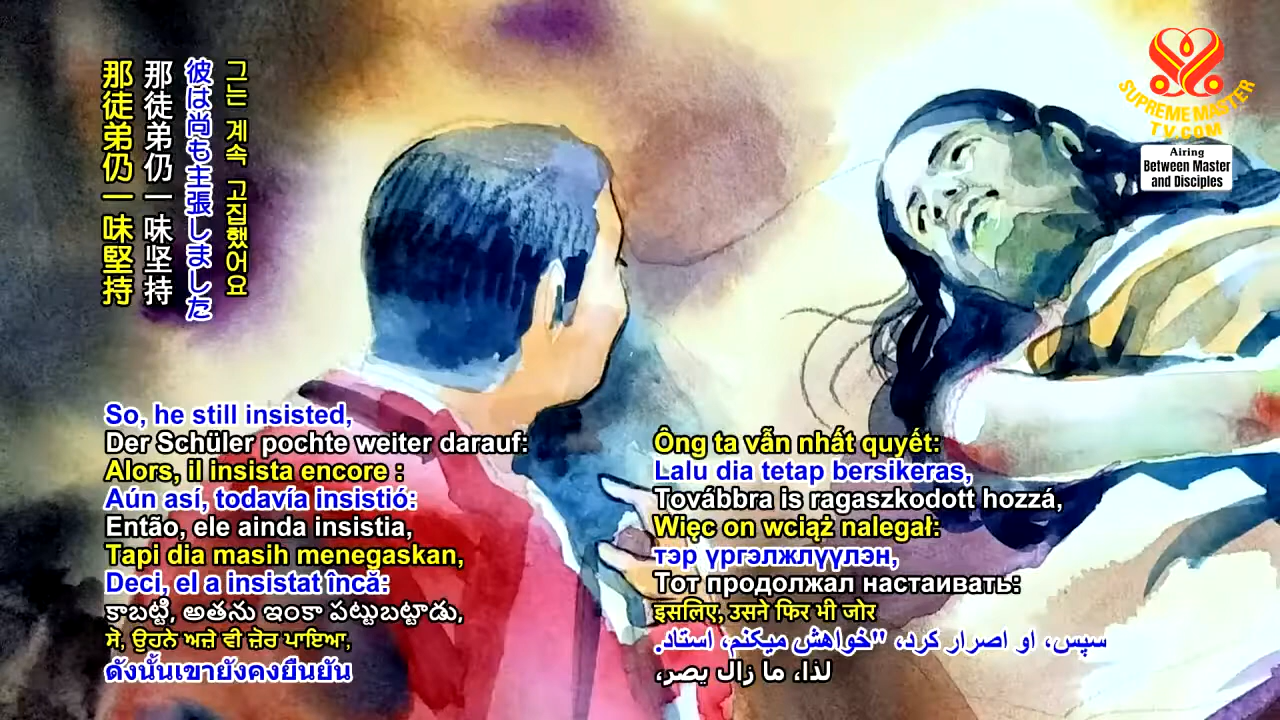 那徒弟仍一味堅持
那徒弟仍一味坚持
彼は尚も主張しました
그는 계속 고집했어요
SUPREME MASTER
TV.COM
Airing
Between Master
and Disciples
So, he still insisted,
Der Schüler pochte weiter darauf:
Alors, il insista encore :
Aún así, todavía insistió:
Então, ele ainda insistia,
Tapi dia masih menegaskan,
Deci, el a insistat încă:
కాబట్టి, అతను ఇంకా పట్టుబట్టాడు,
ਸੋ, ਉਹਨੇ ਅਜੇ ਵੀ ਜ਼ੋਰ ਪਾਇਆ,
ดังนั้นเขายังคงยืนยัน
Ông ta vẫn nhất quyết:
Lalu dia tetap bersikeras,
Továbbra is ragaszkodott hozzá,
Więc on wciąż nalegał:
тэр үргэлжлүүлэн,
Тот продолжал настаивать:
इसलिए, उसने फिर भी जोर
سپس، او اصرار کرد، "خواهش میکنم، استاد.
لذا، ما زال يصر،